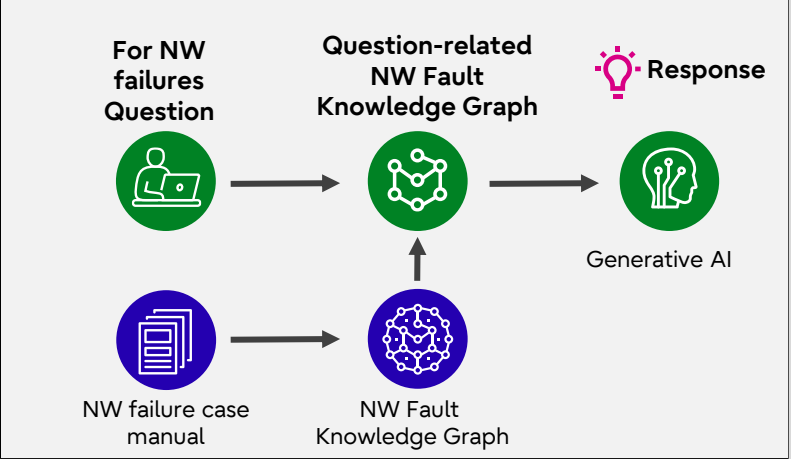 For NW
failures
Question
Question-related
NW Fault
Knowledge Graph
Response
Generative AI
NW failure case
manual
NW Fault
Knowledge Graph